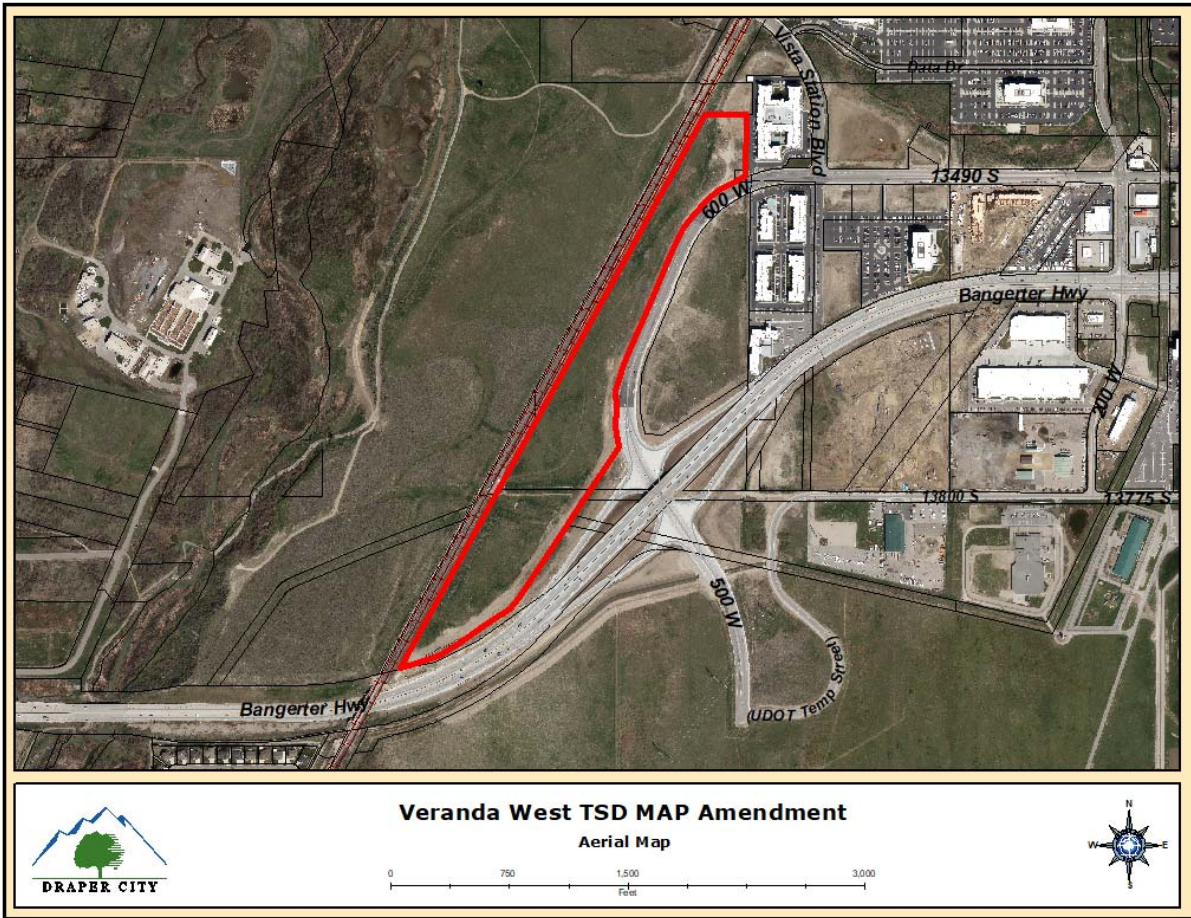 Vista Station Blvd
Data Dr
13490 S
600 W
Bangerter Hwy
200 W
13800 S
13775 S
500 W
(UDOT Temp Street)
Bangerter Hwy
Veranda West TSD MAP Amendment
Aerial Map
0 750 1,500 3,000
Feet
DRAPER CITY
N
W E
S